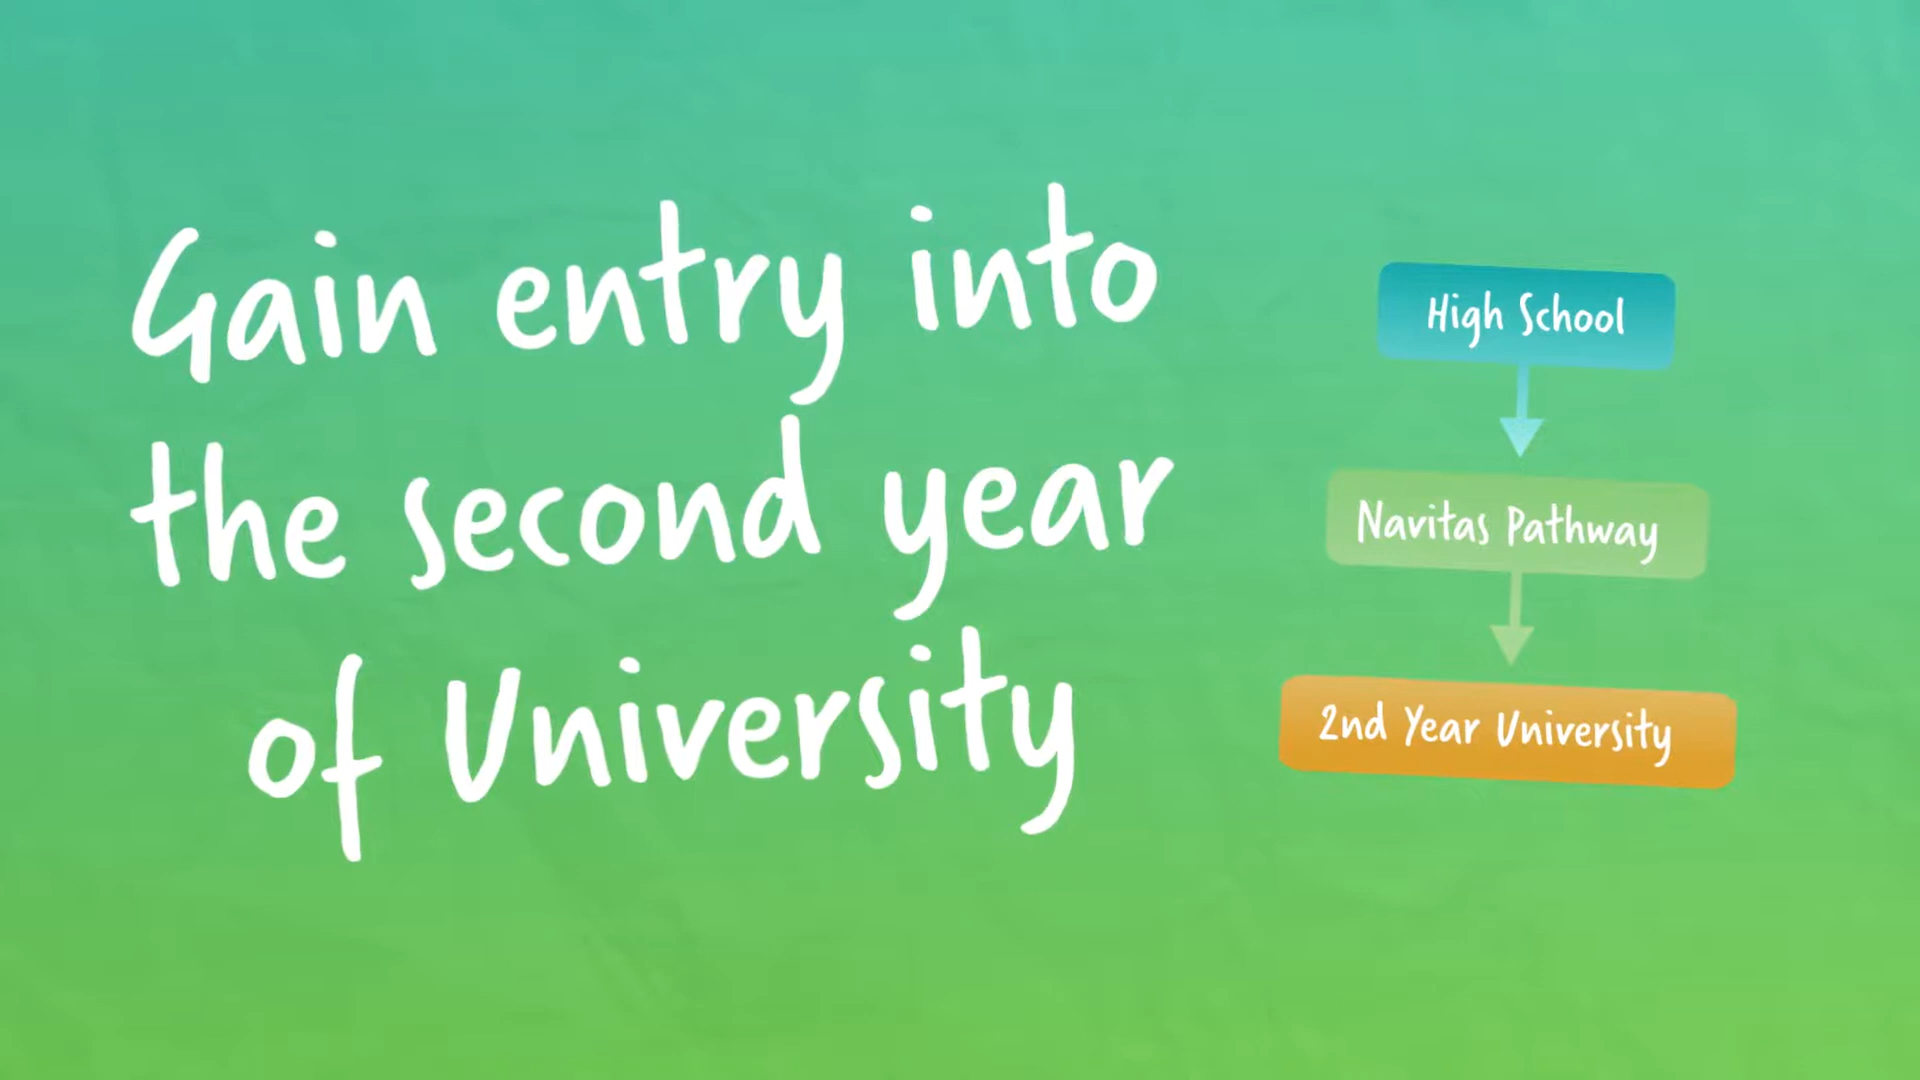 Gain entry into
the second year
of University
High School
Navitas Pathway
2nd Year University